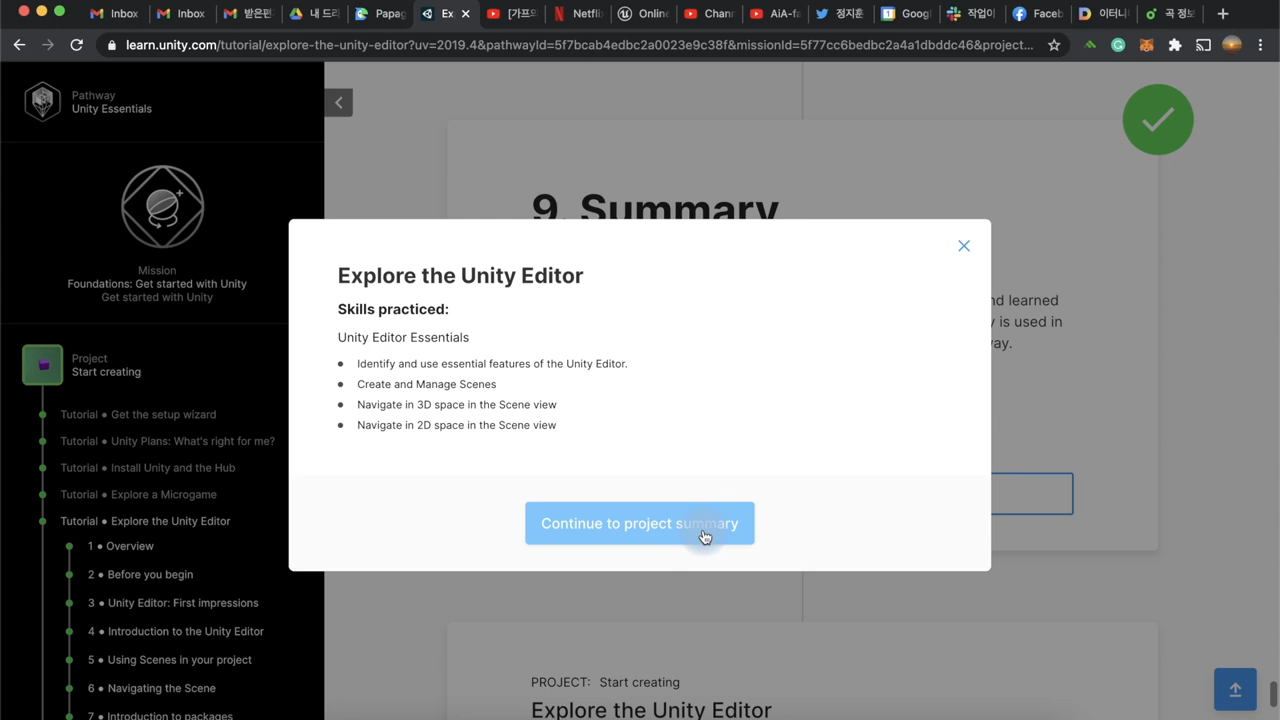 Inbox
Inbox
받은편
내 드라
Papag
Ex
[가프의
Netfli
Online
Chann
AiA-fa
정지훈
Googl
작업이
Faceb
이터니
곡 정보
learn.unity.com/tutorial/explore-the-unity-editor?uv=2019.4&pathwayId=5f7bcab4edbc2a0023e9c38f&missionId=5f77cc6bedbc2a4a1dbddc46&project...
Pathway
Unity Essentials
Mission
Foundations: Get started with Unity
Get started with Unity
Project
Start creating
Tutorial • Get the setup wizard
Tutorial • Unity Plans: What's right for me?
Tutorial • Install Unity and the Hub
Tutorial • Explore a Microgame
Tutorial • Explore the Unity Editor
1 • Overview
2 • Before you begin
3 • Unity Editor: First impressions
4 • Introduction to the Unity Editor
5 • Using Scenes in your project
6 • Navigating the Scene
7 • Introduction to packages
9. Summary
nd learned
y is used in
ay.
Explore the Unity Editor
Skills practiced:
Unity Editor Essentials
• Identify and use essential features of the Unity Editor.
• Create and Manage Scenes
• Navigate in 3D space in the Scene view
• Navigate in 2D space in the Scene view
Continue to project summary
PROJECT: Start creating
Explore the Unity Editor